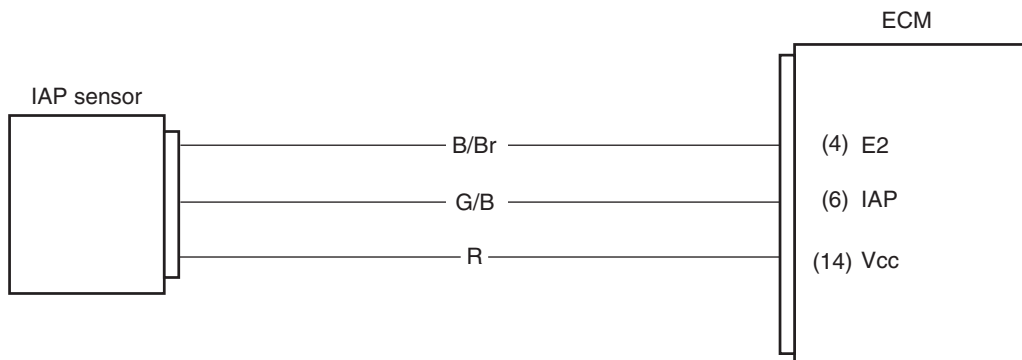 ECM
IAP sensor
B/Br
(4) E2
G/B
(6) IAP
R
(14) Vcc